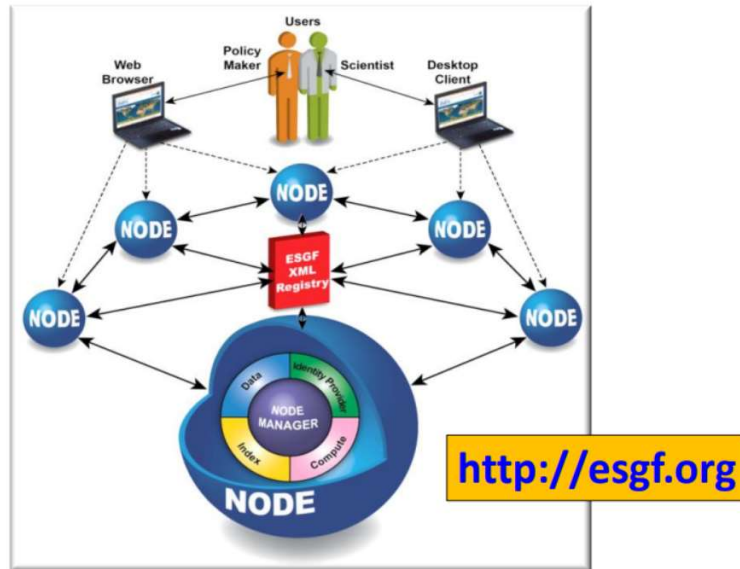 Users
Policy
Maker
Scientist
Web
Browser
Desktop
Client
NODE
NODE
NODE
ESGF
XML
Registry
NODE
NODE
Data
Identity Provider
NODE
MANAGER
Index
Compute
NODE
http://esgf.org